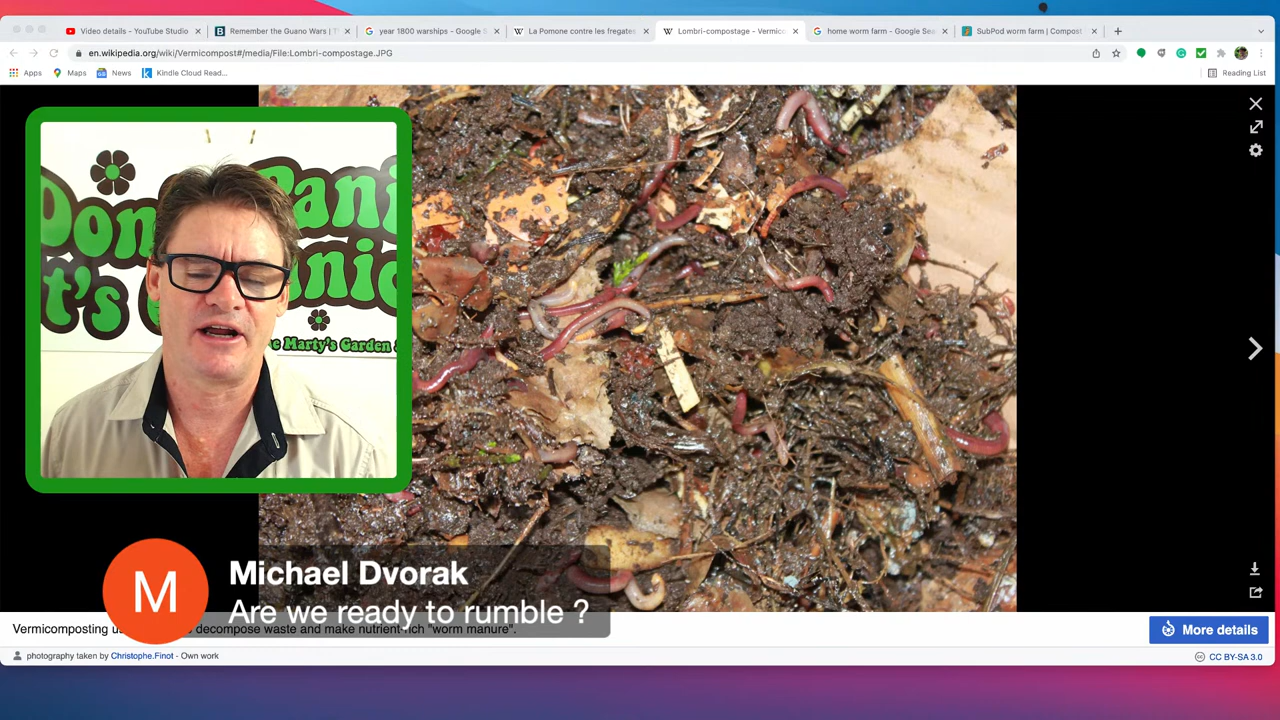 Video details - YouTube Studio
Remember the Guano Wars | T
year 1800 warships - Google S
La Pomone contre les fregates
Lombri-compostage - Vermic
home worm farm - Google Sea
SubPod worm farm | Compost
en.wikipedia.org/wiki/Vermicompost#/media/File:Lombri-compostage.JPG
Apps
Maps
News
Kindle Cloud Read...
Reading List
Don
Pani
t's
anic
e Marty's Garden
M
Michael Dvorak
Are we ready to rumble ?
Vermicomposting decompose waste and make nutrient-rich "worm manure".
More details
photography taken by Christophe.Finot - Own work
CC BY-SA 3.0